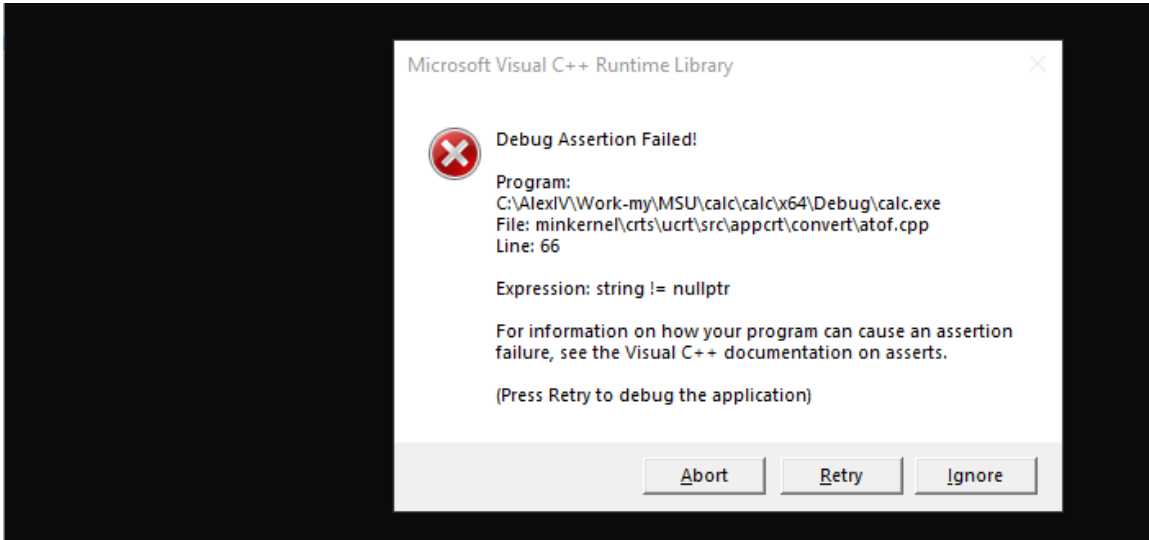 Microsoft Visual C++ Runtime Library
Debug Assertion Failed!
Program:
C:\AlexIV\Work-my\MSU\calc\calc\x64\Debug\calc.exe
File: minkernel\crts\ucrt\src\appcrt\convert\atof.cpp
Line: 66
Expression: string != nullptr
For information on how your program can cause an assertion
failure, see the Visual C++ documentation on asserts.
(Press Retry to debug the application)
Abort Retry Ignore